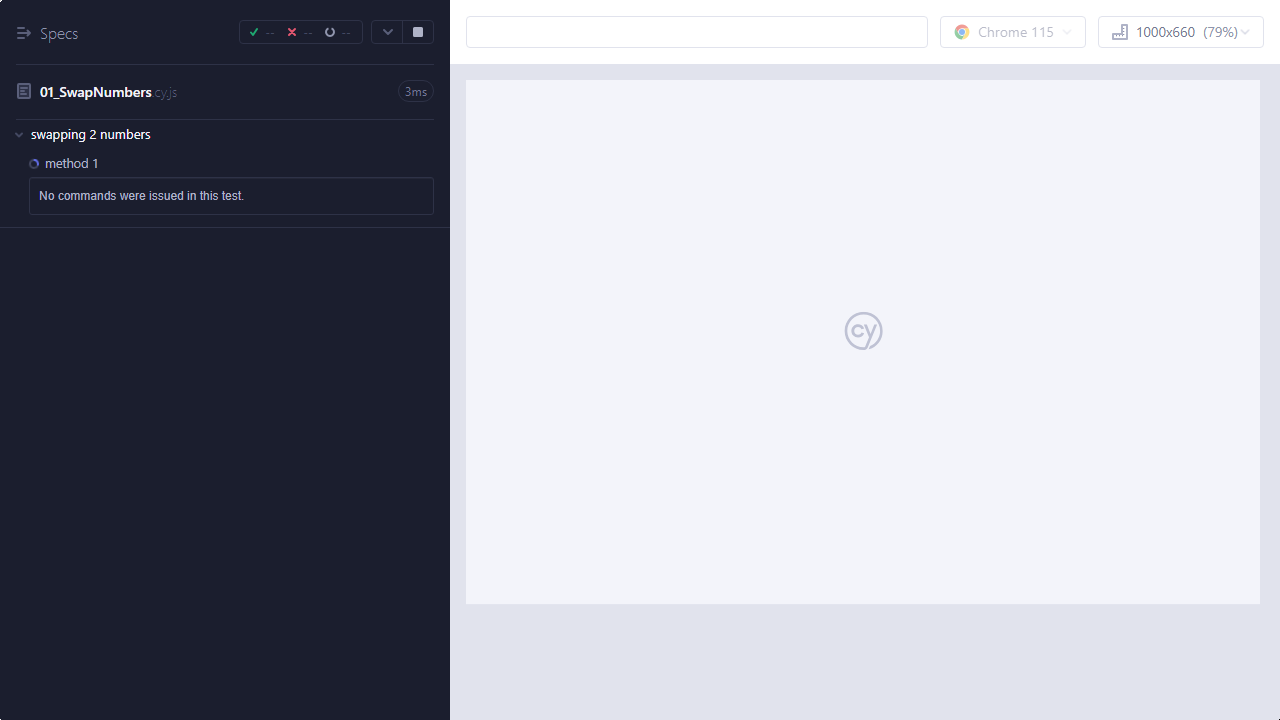 Specs
-- -- --
01_SwapNumbers.cy.js
3ms
swapping 2 numbers
method 1
No commands were issued in this test.
Chrome 115
1000x660 (79%)
cy